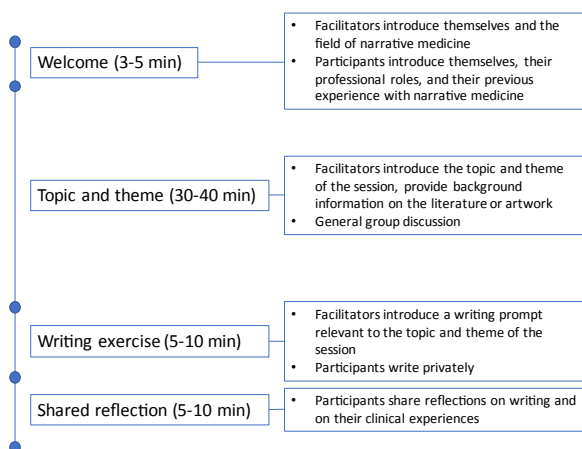 Welcome (3-5 min)
• Facilitators introduce themselves and the
field of narrative medicine
• Participants introduce themselves, their
professional roles, and their previous
experience with narrative medicine
Topic and theme (30-40 min)
• Facilitators introduce the topic and theme
of the session, provide background
information on the literature or artwork
• General group discussion
Writing exercise (5-10 min)
• Facilitators introduce a writing prompt
relevant to the topic and theme of the
session
• Participants write privately
Shared reflection (5-10 min)
• Participants share reflections on writing and
on their clinical experiences